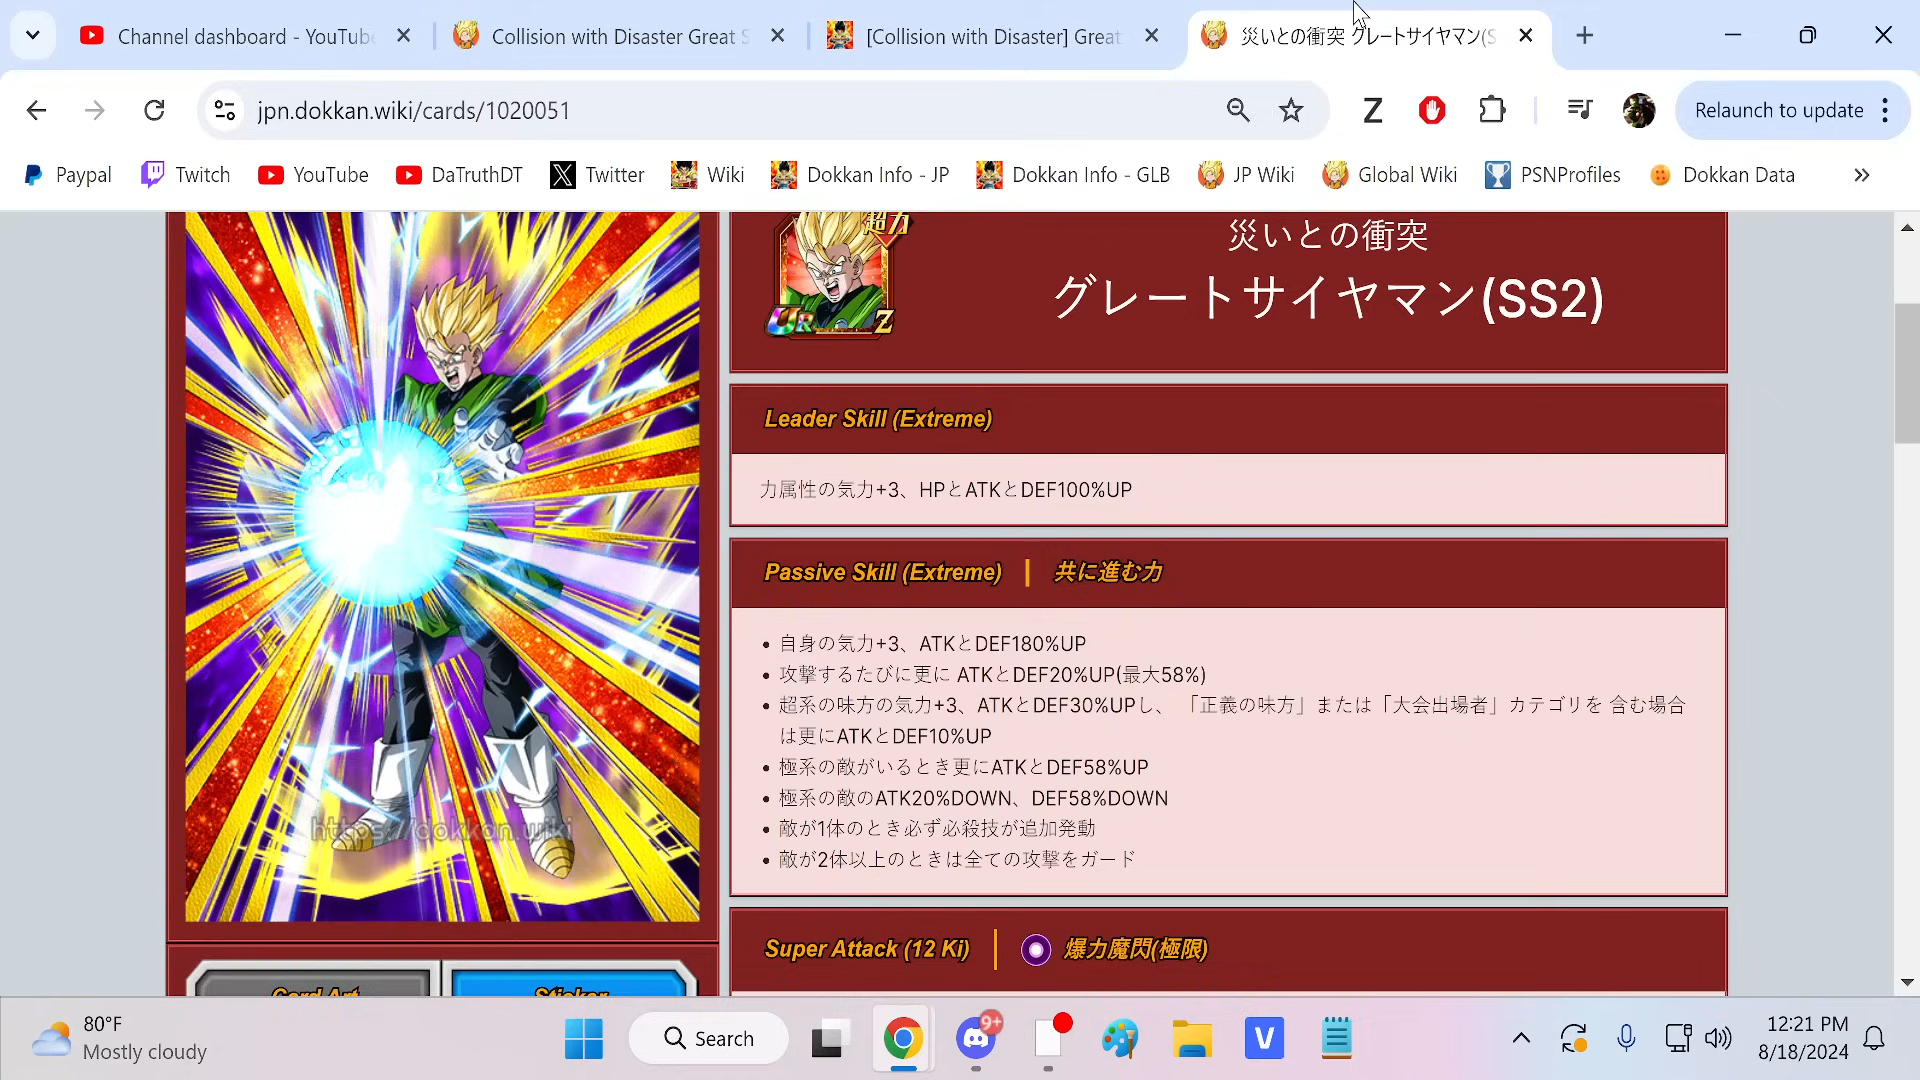 Channel dashboard - YouTube
Collision with Disaster Great S
[Collision with Disaster] Great
災いとの衝突 グレートサイヤマン(S
jpn.dokkan.wiki/cards/1020051
Z
Relaunch to update
Paypal
Twitch
YouTube
DaTruthDT
Twitter
Wiki
Dokkan Info - JP
Dokkan Info - GLB
JP Wiki
Global Wiki
PSNProfiles
Dokkan Data
»
超力
UR
Z
災いとの衝突
グレートサイヤマン(SS2)
Leader Skill (Extreme)
力属性の気力+3、HPとATKとDEF100%UP
Passive Skill (Extreme) | 共に進む力
• 自身の気力+3、ATKとDEF180%UP
• 攻撃するたびに更に ATKとDEF20%UP(最大58%)
• 超系の味方の気力+3、ATKとDEF30%UPし、 「正義の味方」または「大会出場者」カテゴリを 含む場合
は更にATKとDEF10%UP
• 極系の敵がいるとき更にATKとDEF58%UP
• 極系の敵のATK20%DOWN、DEF58%DOWN
• 敵が1体のとき必ず必殺技が追加発動
• 敵が2体以上のときは全ての攻撃をガード
https://dokkan.wiki
Super Attack (12 Ki) | 爆力魔閃(極限)
Card Art
Sticker
80°F
Mostly cloudy
Search
9+
V
12:21 PM
8/18/2024